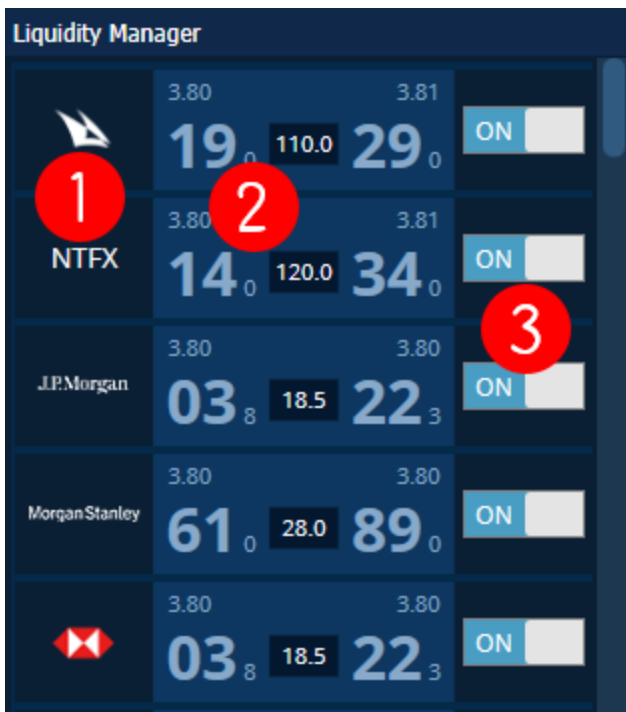 Liquidity Manager
3.80 3.81
19 0 110.0 29 0 ON
1 2
3.80 3.81
NTFX 14 0 120.0 34 0 ON
3
3.80 3.80
J.P.Morgan 03 8 18.5 22 3 ON
3.80 3.80
Morgan Stanley 61 0 28.0 89 0 ON
3.80 3.80
03 8 18.5 22 3 ON